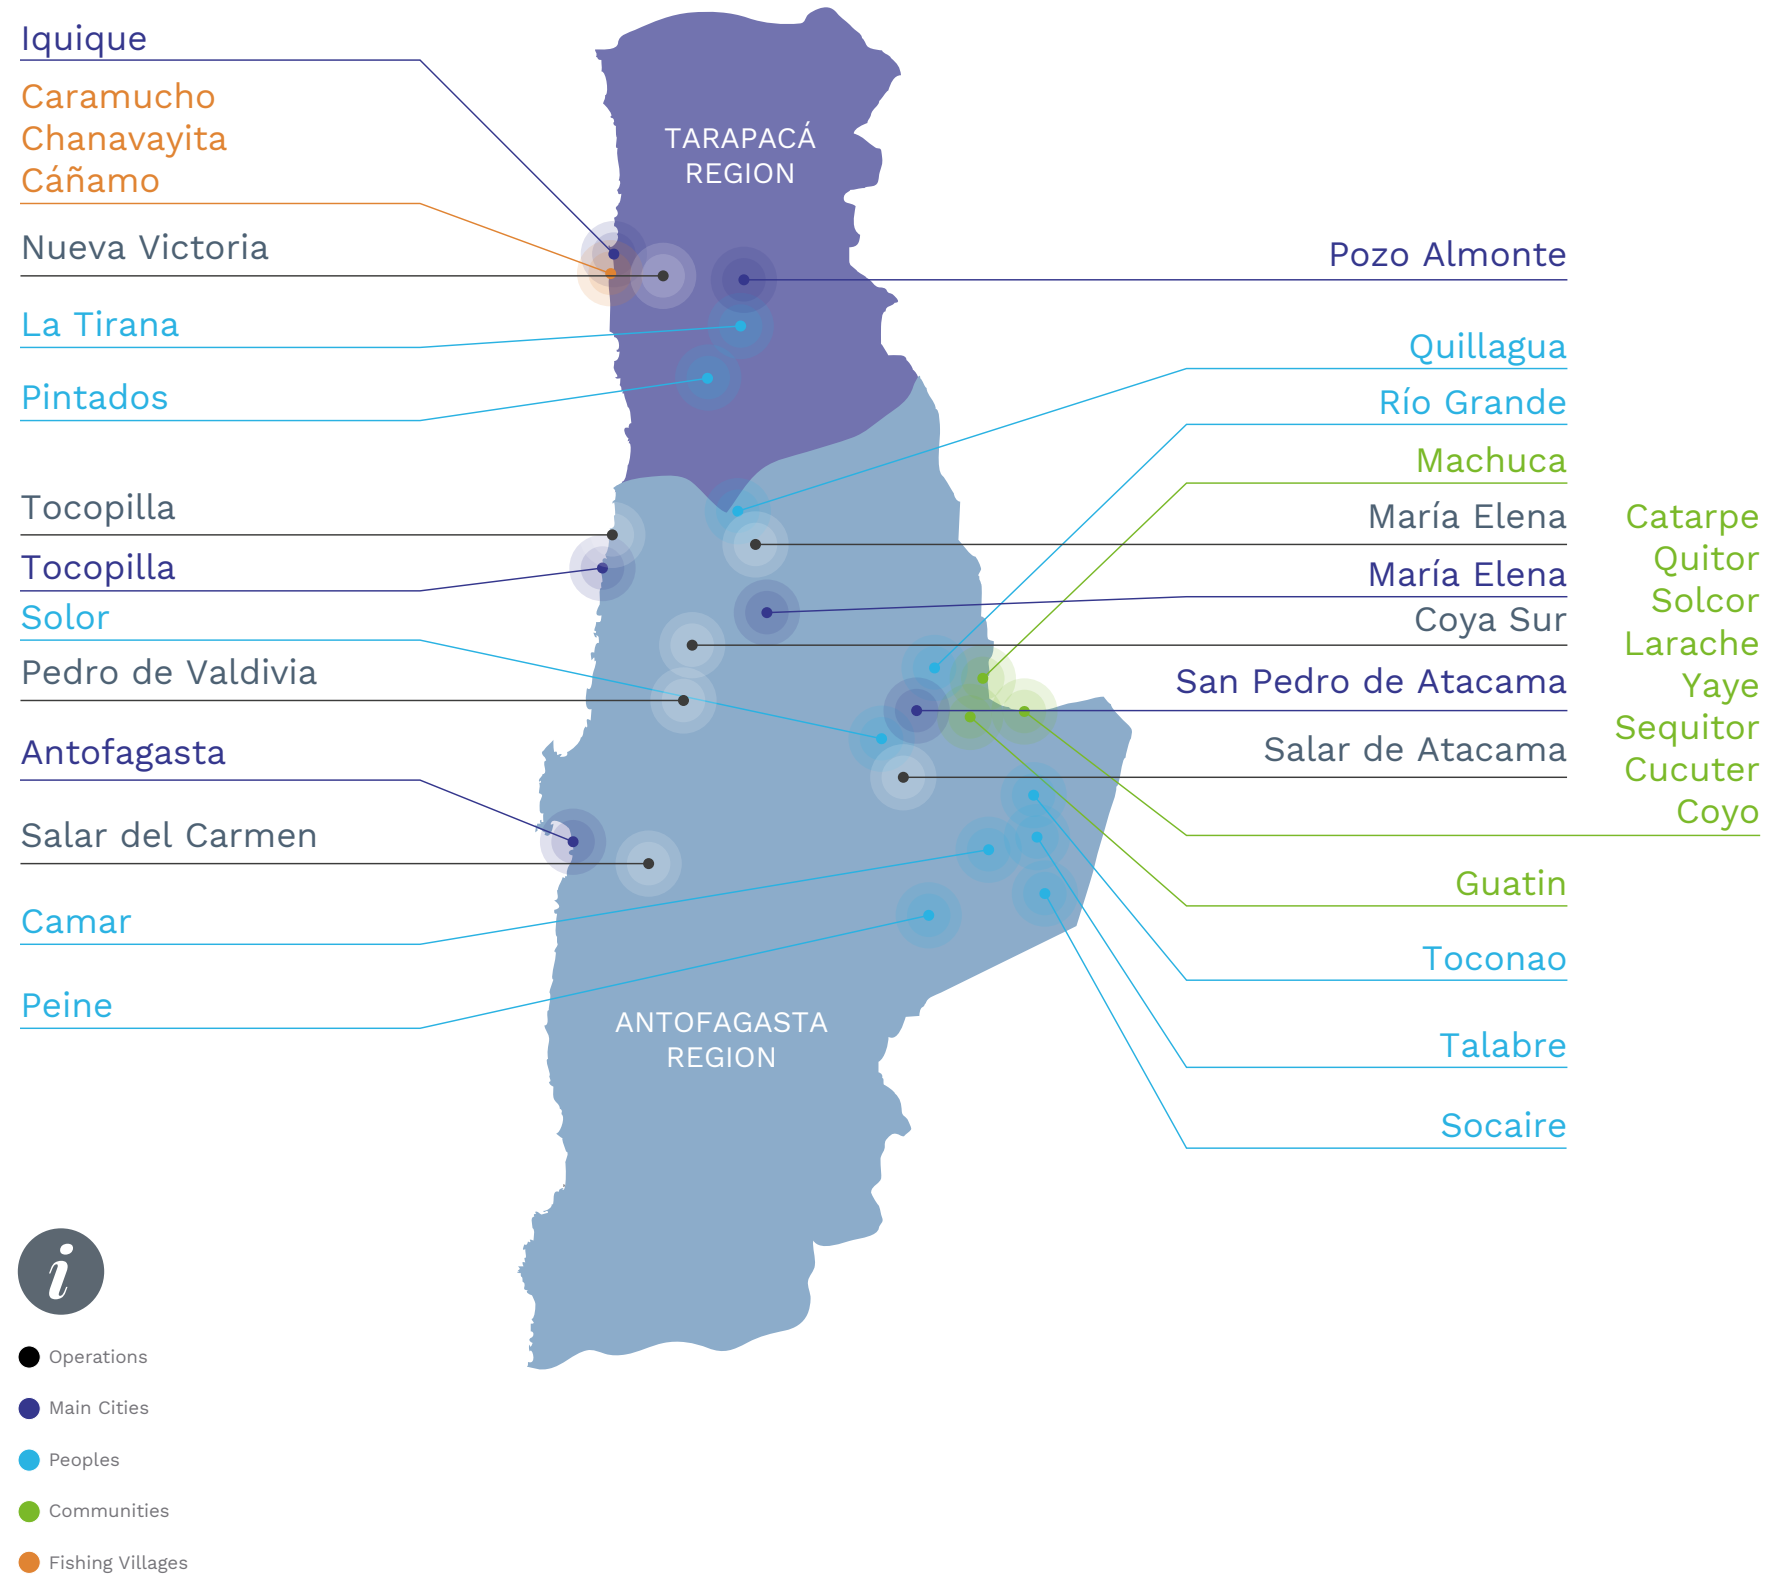 Iquique
Caramucho
Chanavayita
Cáñamo
Nueva Victoria
La Tirana
Pintados
Tocopilla
Tocopilla
Solor
Pedro de Valdivia
Antofagasta
Salar del Carmen
Camar
Peine
TARAPACÁ
REGION
ANTOFAGASTA
REGION
Pozo Almonte
Quillagua
Río Grande
Machuca
María Elena
María Elena
Coya Sur
San Pedro de Atacama
Salar de Atacama
Catarpe
Quitor
Solcor
Larache
Yaye
Sequitor
Cucuter
Coyo
Guatin
Toconao
Talabre
Socaire
i
Operations
Main Cities
Peoples
Communities
Fishing Villages